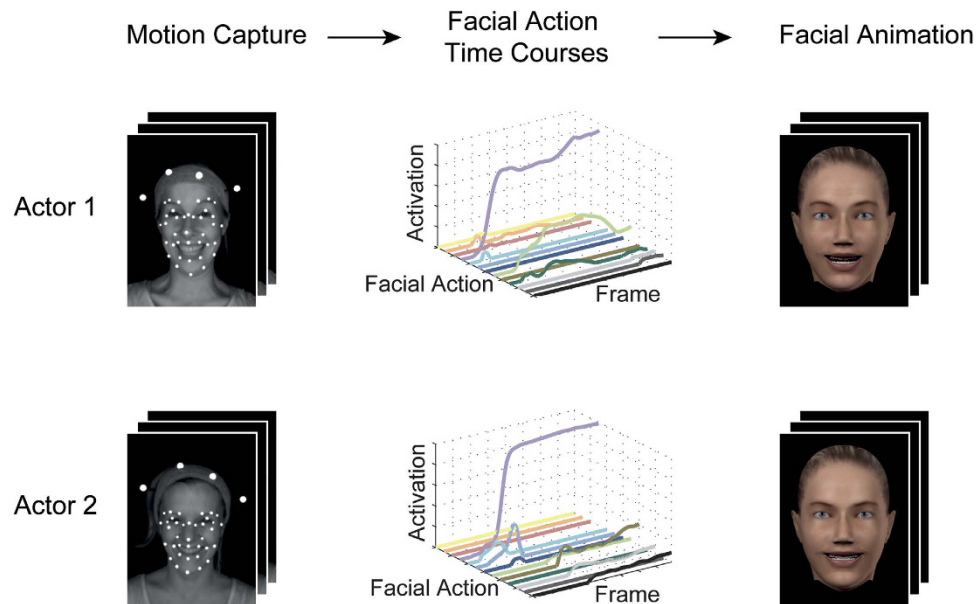 Motion Capture
Facial Action
Time Courses
Facial Animation
Actor 1
Activation
Facial Action
Frame
Actor 2
Activation
Facial Action
Frame